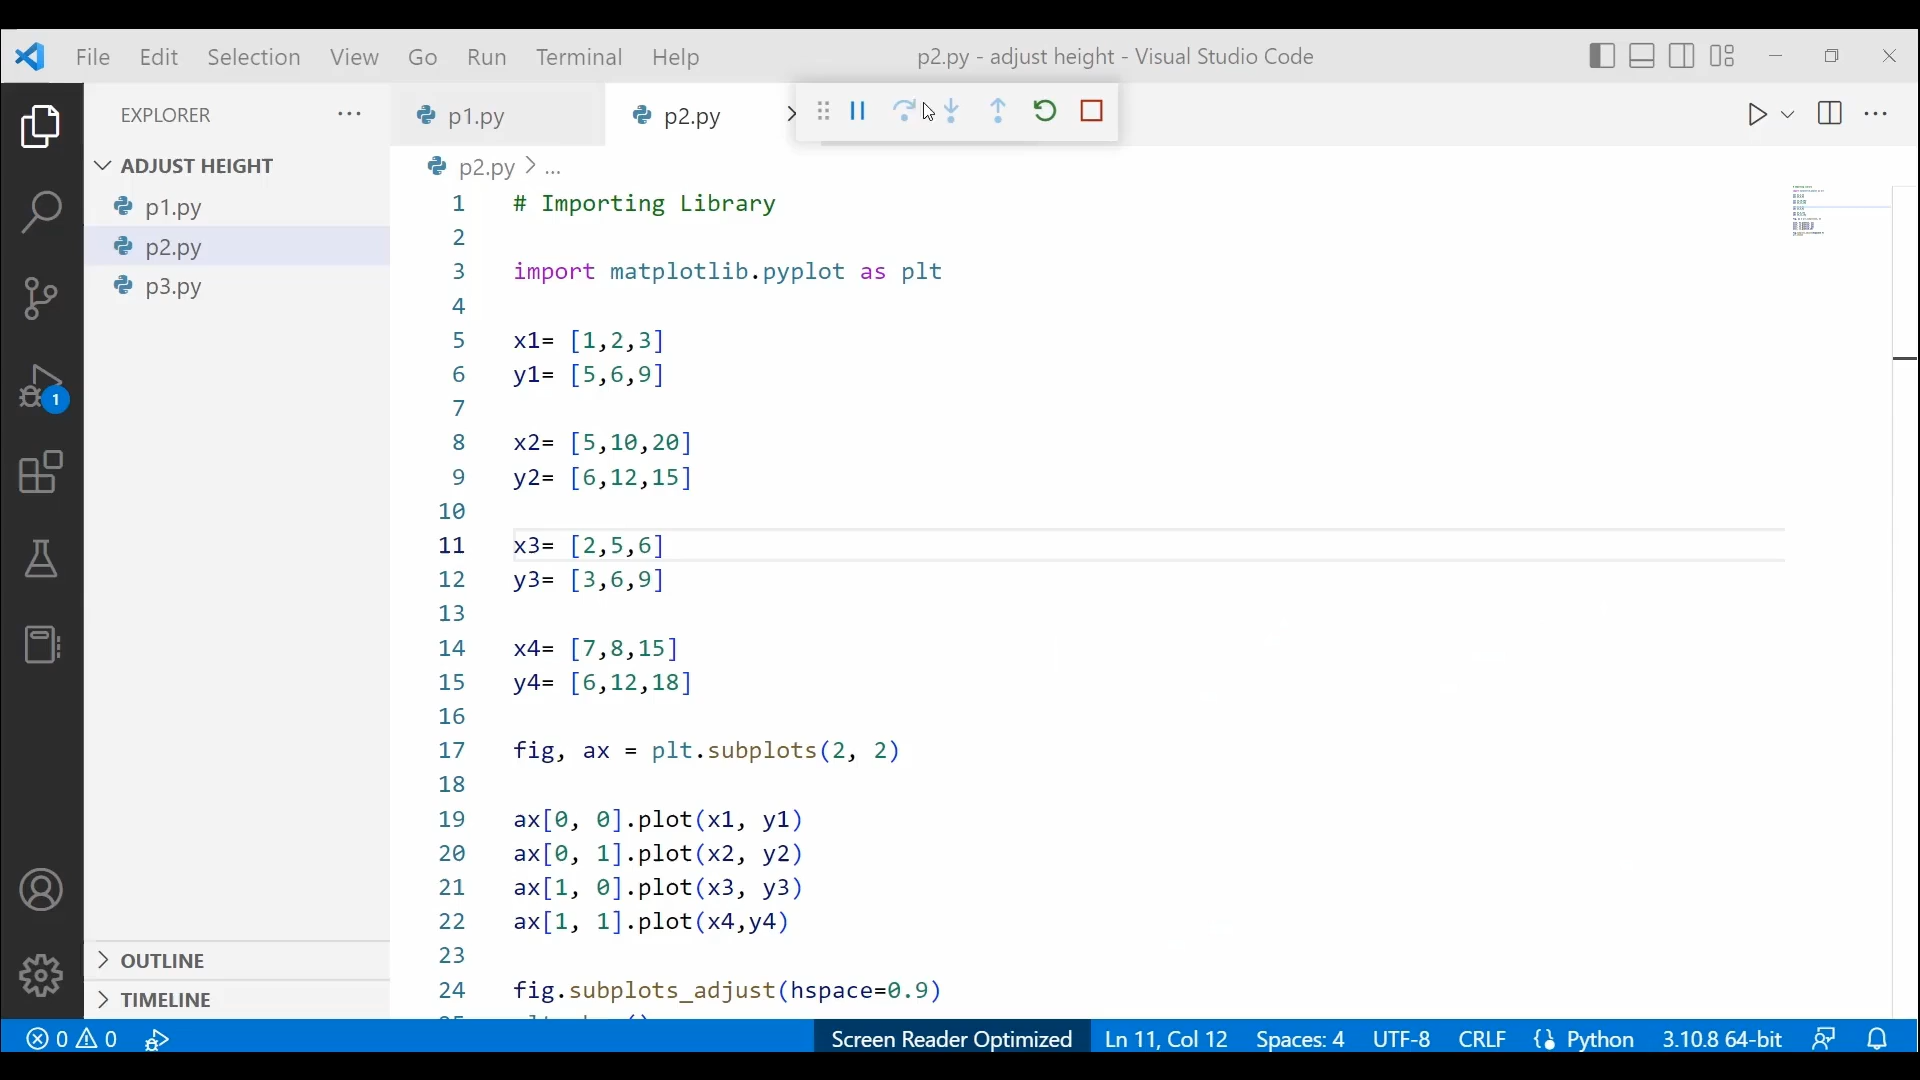 File Edit Selection View Go Run Terminal Help p2.py - adjust height - Visual Studio Code
EXPLORER
p1.py
p2.py
ADJUST HEIGHT
p1.py
p2.py
p3.py
OUTLINE
TIMELINE
p2.py > ...
1 # Importing Library
2
3 import matplotlib.pyplot as plt
4
5 x1= [1,2,3]
6 y1= [5,6,9]
7
8 x2= [5,10,20]
9 y2= [6,12,15]
10
11 x3= [2,5,6]
12 y3= [3,6,9]
13
14 x4= [7,8,15]
15 y4= [6,12,18]
16
17 fig, ax = plt.subplots(2, 2)
18
19 ax[0, 0].plot(x1, y1)
20 ax[0, 1].plot(x2, y2)
21 ax[1, 0].plot(x3, y3)
22 ax[1, 1].plot(x4,y4)
23
24 fig.subplots_adjust(hspace=0.9)
1
0 0 Screen Reader Optimized Ln 11, Col 12 Spaces: 4 UTF-8 CRLF Python 3.10.8 64-bit